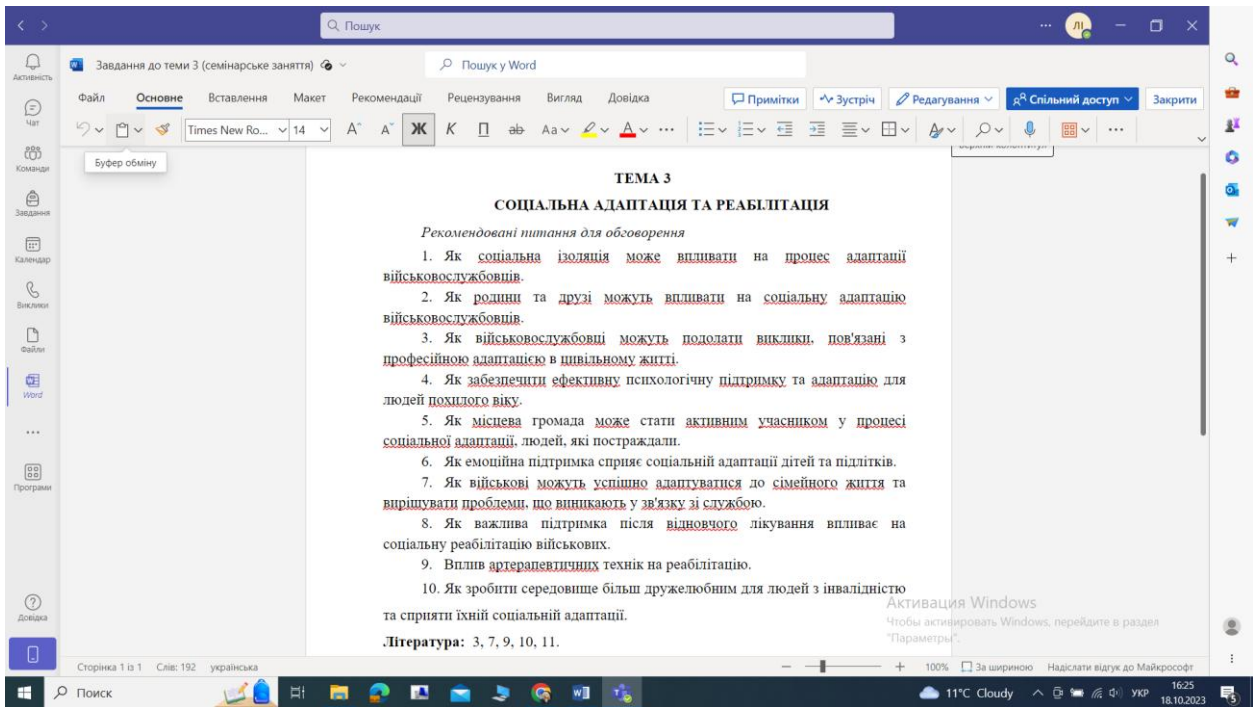 Пошук
ЛІ
Завдання до теми 3 (семінарське заняття)
Пошук у Word
Файл Основне Вставлення Макет Рекомендації Рецензування Вигляд Довідка Примітки Зустріч Редагування Спільний доступ Закрити
Times New Ro... 14 Ж К П ab Aa A
Буфер обміну
Активність
Чат
Команди
Завдання
Календар
Виклики
Файли
Word
Програми
Довідка
ТЕМА 3
СОЦІАЛЬНА АДАПТАЦІЯ ТА РЕАБІЛІТАЦІЯ
Рекомендовані питання для обговорення
1. Як соціальна ізоляція може впливати на процес адаптації
військовослужбовців.
2. Як родини та друзі можуть впливати на соціальну адаптацію
військовослужбовців.
3. Як військовослужбовці можуть подолати виклики, пов'язані з
професійною адаптацією в цивільному житті.
4. Як забезпечити ефективну психологічну підтримку та адаптацію для
людей похилого віку.
5. Як місцева громада може стати активним учасником у процесі
соціальної адаптації, людей, які постраждали.
6. Як емоційна підтримка сприяє соціальній адаптації дітей та підлітків.
7. Як військові можуть успішно адаптуватися до сімейного життя та
вирішувати проблеми, що виникають у зв'язку зі службою.
8. Як важлива підтримка після відновчого лікування впливає на
соціальну реабілітацію військових.
9. Вплив артерапевтичних технік на реабілітацію.
10. Як зробити середовище більш дружелюбним для людей з інвалідністю
та сприяти їхній соціальній адаптації.
Література: 3, 7, 9, 10, 11.
Активация Windows
Чтобы активировать Windows, перейдите в раздел
"Параметры".
Сторінка 1 із 1 Слів: 192 українська 100% За шириною Надіслати відгук до Майкрософт
Поиск 11°C Cloudy УКР 16:25
18.10.2023
5